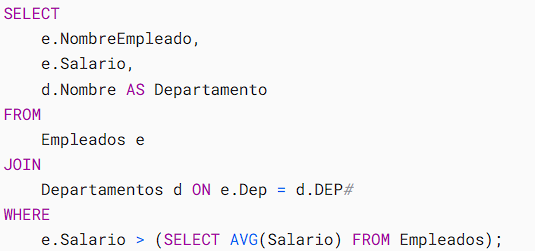 SELECT
    e.NombreEmpleado,
    e.Salario,
    d.Nombre AS Departamento
FROM
    Empleados e
JOIN
    Departamentos d ON e.Dep = d.DEP#
WHERE
    e.Salario > (SELECT AVG(Salario) FROM Empleados);